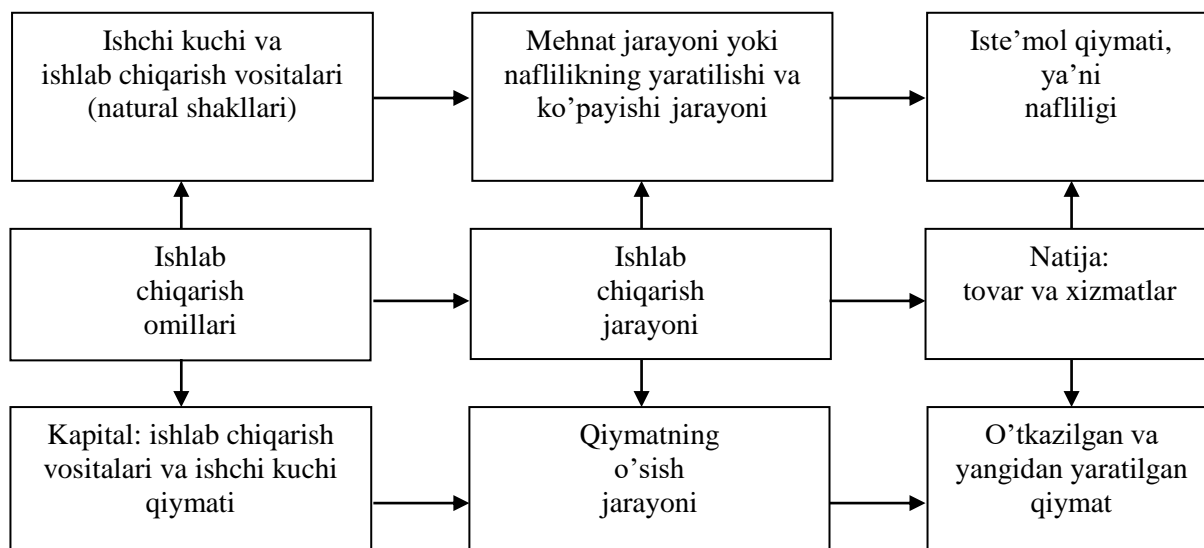 Ishchi kuchi va
ishlab chiqarish vositalari
(natural shakllari)
Mehnat jarayoni yoki
naflilikning yaratilishi va
ko’payishi jarayoni
Iste’mol qiymati,
ya’ni
nafliligi
Ishlab
chiqarish
omillari
Ishlab
chiqarish
jarayoni
Natija:
tovar va xizmatlar
Kapital: ishlab chiqarish
vositalari va ishchi kuchi
qiymati
Qiymatning
o’sish
jarayoni
O’tkazilgan va
yangidan yaratilgan
qiymat